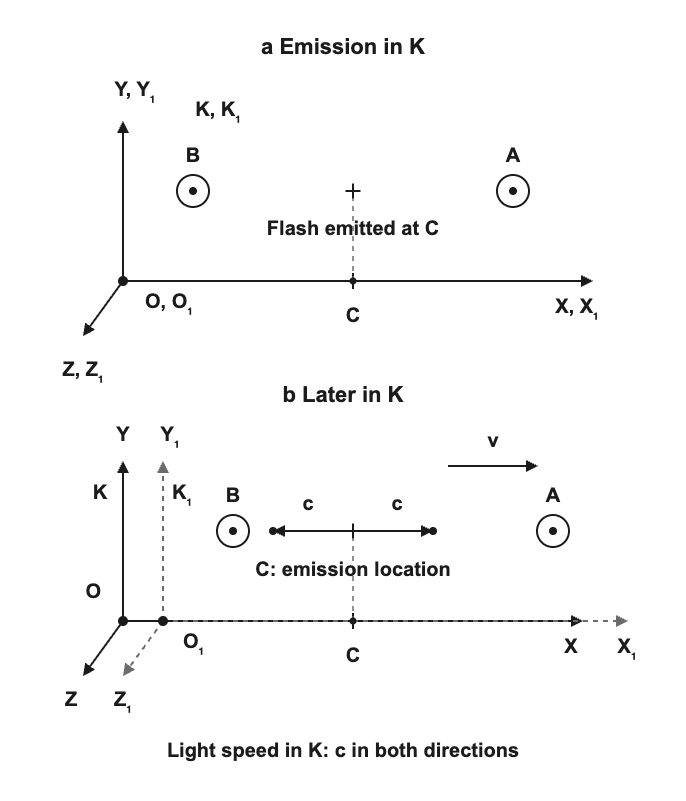 a Emission in K
Y, Y₁
K, K₁
B
A
Flash emitted at C
O, O₁
C
X, X₁
Z, Z₁
b Later in K
Y
Y₁
v
K
K₁
B
c
c
A
C: emission location
O
O₁
C
X
X₁
Z
Z₁
Light speed in K: c in both directions